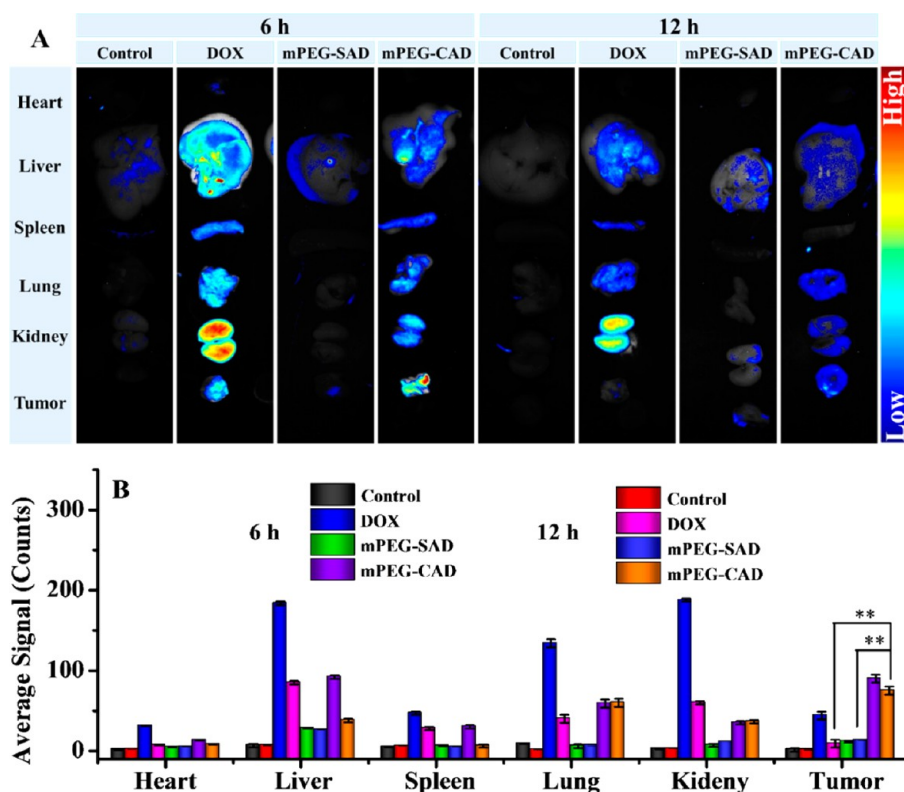 A
6 h 12 h
Control DOX mPEG-SAD mPEG-CAD Control DOX mPEG-SAD mPEG-CAD
Heart
Liver
Spleen
Lung
Kidney
Tumor
High
Low
B
Average Signal (Counts)
300
200
100
0
6 h
Control
DOX
mPEG-SAD
mPEG-CAD
12 h
Control
DOX
mPEG-SAD
mPEG-CAD
**
**
Heart Liver Spleen Lung Kideny Tumor